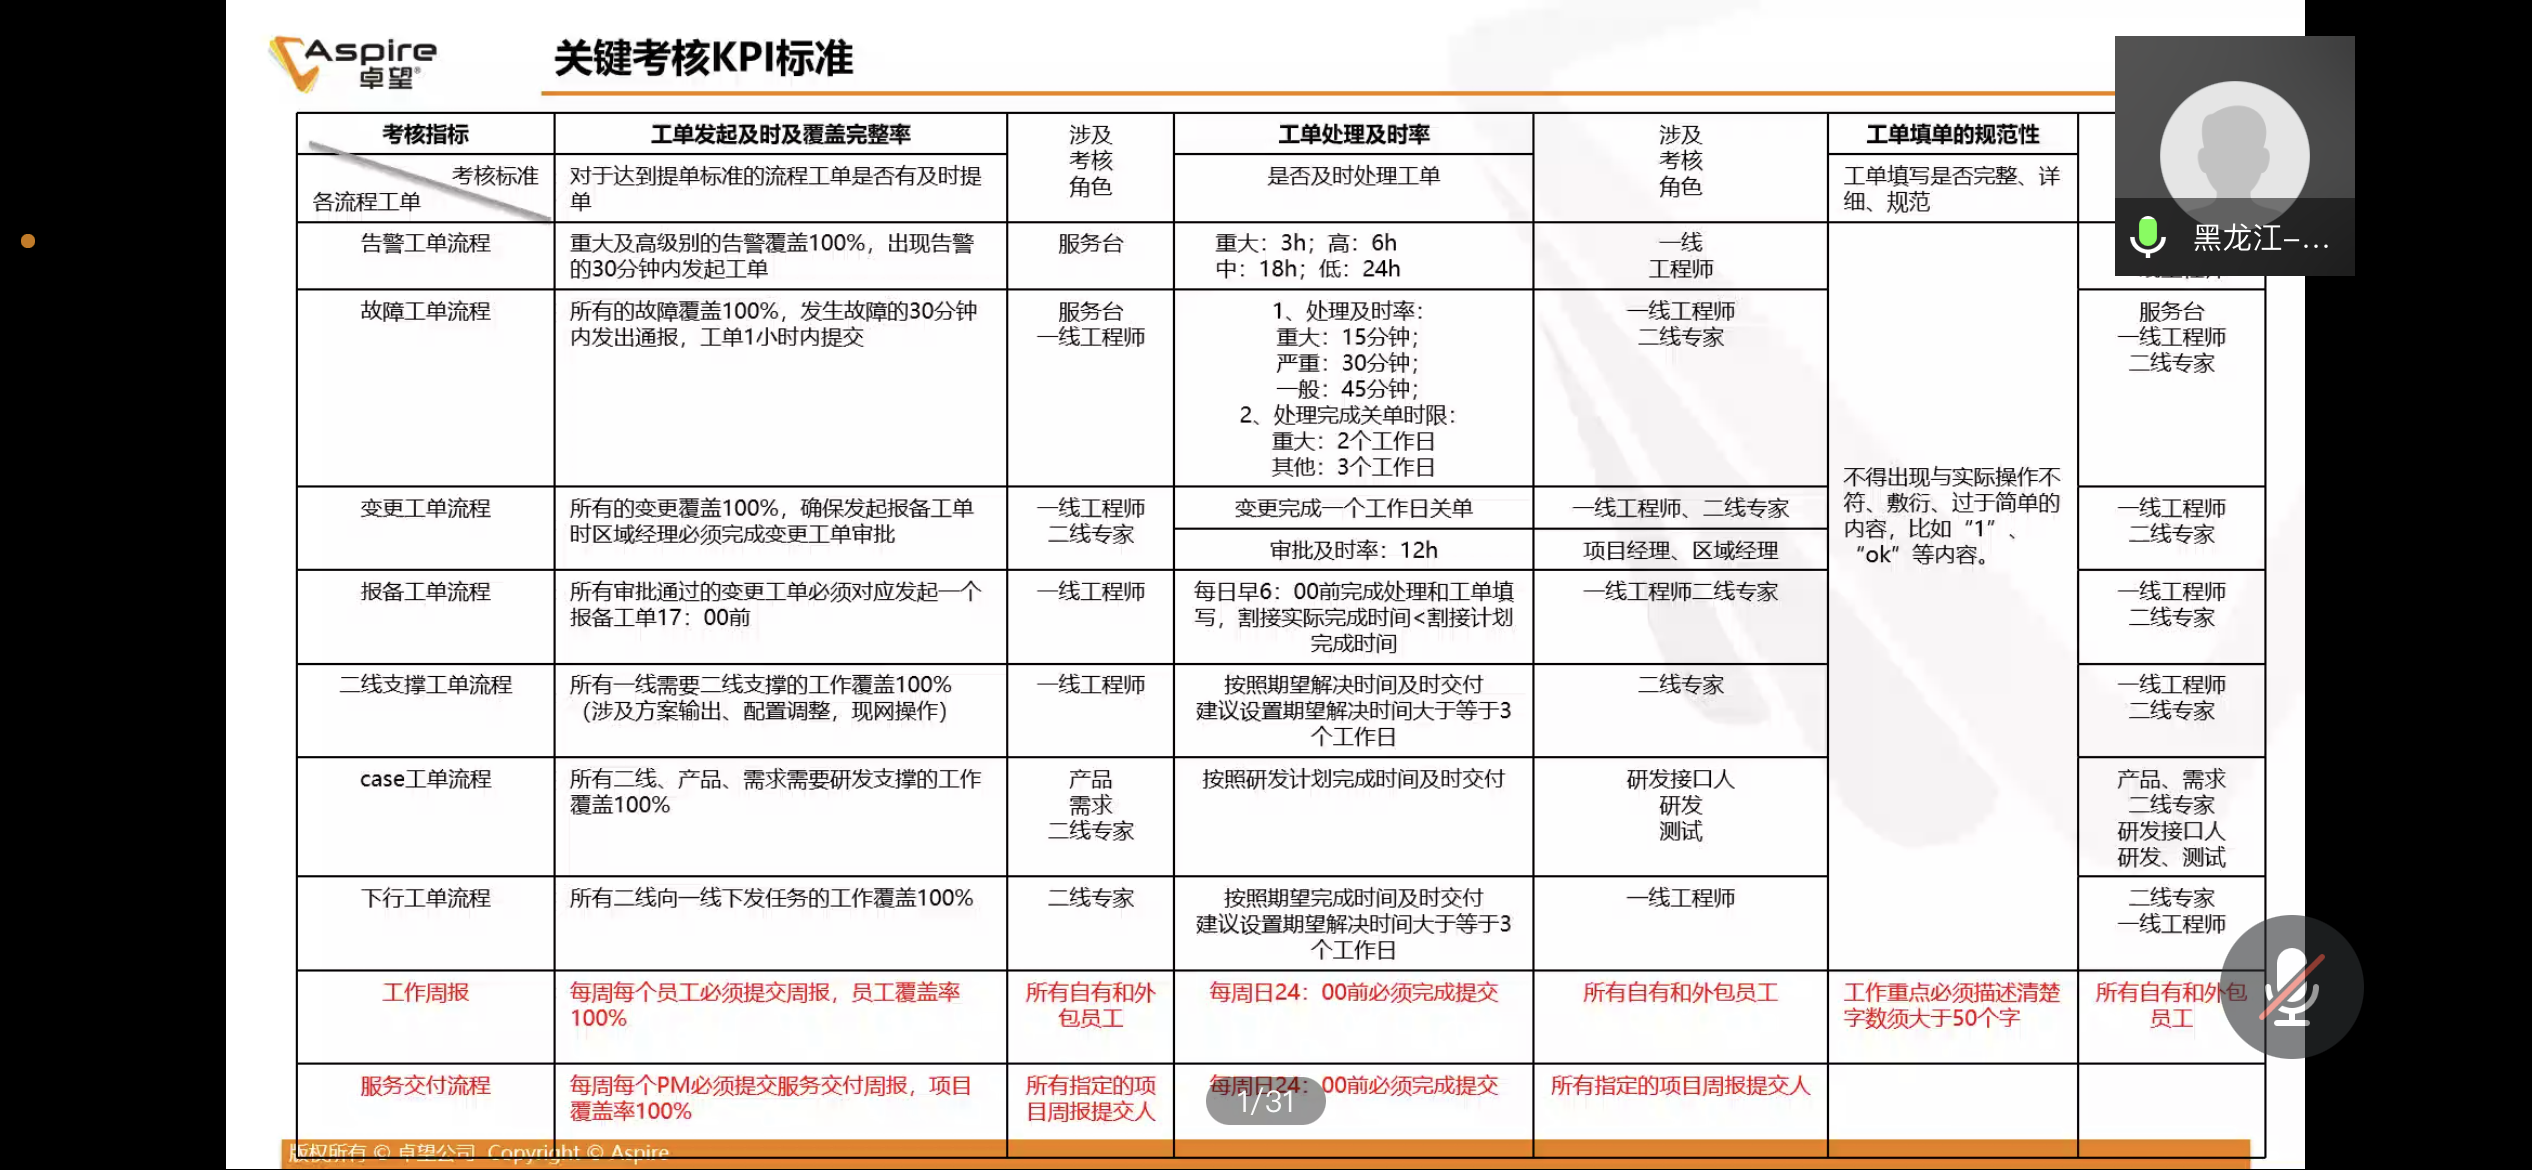 Aspire
卓望®
关键考核KPI标准
考核指标
工单发起及时及覆盖完整率
涉及
考核
角色
工单处理及时率
涉及
考核
角色
工单填单的规范性
考核标准
各流程工单
对于达到提单标准的流程工单是否有及时提
单
是否及时处理工单
工单填写是否完整、详
细、规范
黑龙江–...
告警工单流程
重大及高级别的告警覆盖100%，出现告警
的30分钟内发起工单
服务台
重大：3h；高：6h
中：18h；低：24h
一线
工程师
故障工单流程
所有的故障覆盖100%，发生故障的30分钟
内发出通报，工单1小时内提交
服务台
一线工程师
1、处理及时率：
重大：15分钟；
严重：30分钟；
一般：45分钟；
2、处理完成关单时限：
重大：2个工作日
其他：3个工作日
一线工程师
二线专家
服务台
一线工程师
二线专家
不得出现与实际操作不
符、敷衍、过于简单的
内容，比如“1”、
“ok”等内容。
变更工单流程
所有的变更覆盖100%，确保发起报备工单
时区域经理必须完成变更工单审批
一线工程师
二线专家
变更完成一个工作日关单
一线工程师、二线专家
审批及时率：12h
项目经理、区域经理
一线工程师
二线专家
报备工单流程
所有审批通过的变更工单必须对应发起一个
报备工单17：00前
一线工程师
每日早6：00前完成处理和工单填
写，割接实际完成时间<割接计划
完成时间
一线工程师二线专家
一线工程师
二线专家
二线支撑工单流程
所有一线需要二线支撑的工作覆盖100%
（涉及方案输出、配置调整，现网操作）
一线工程师
按照期望解决时间及时交付
建议设置期望解决时间大于等于3
个工作日
二线专家
一线工程师
二线专家
case工单流程
所有二线、产品、需求需要研发支撑的工作
覆盖100%
产品
需求
二线专家
按照研发计划完成时间及时交付
研发接口人
研发
测试
产品、需求
二线专家
研发接口人
研发、测试
下行工单流程
所有二线向一线下发任务的工作覆盖100%
二线专家
按照期望完成时间及时交付
建议设置期望解决时间大于等于3
个工作日
一线工程师
二线专家
一线工程师
工作周报
每周每个员工必须提交周报，员工覆盖率
100%
所有自有和外
包员工
每周日24：00前必须完成提交
所有自有和外包员工
工作重点必须描述清楚
字数须大于50个字
所有自有和外包
员工
服务交付流程
每周每个PM必须提交服务交付周报，项目
覆盖率100%
所有指定的项
目周报提交人
每周日24：00前必须完成提交
所有指定的项目周报提交人
1/31
版权所有 © 卓望公司 Copyright © Aspire